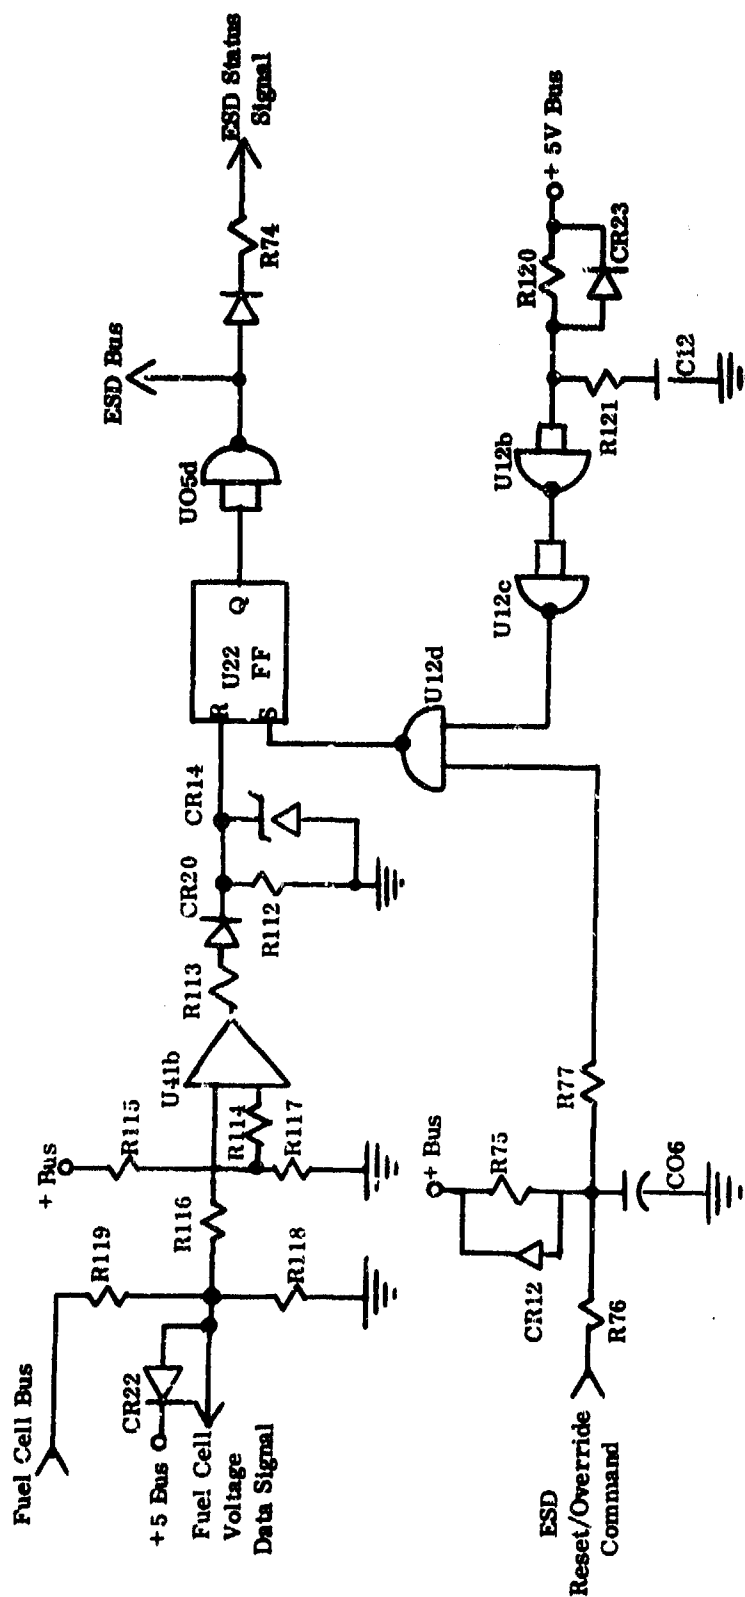 Fuel Cell Bus
R119
+5 Bus
CR22
Fuel Cell
Voltage
Data Signal
R118
R116
+ Bus
R115
R114
R117
U41b
R113
CR20
R112
CR14
R
S
U22
FF
Q
UO5d
ESD Bus
R74
ESD Status
Signal
ESD
Reset/Override
Command
R76
CR12
+ Bus
R75
CO6
R77
U12d
U12c
U12b
R121
C12
R120
CR23
+ 5V Bus